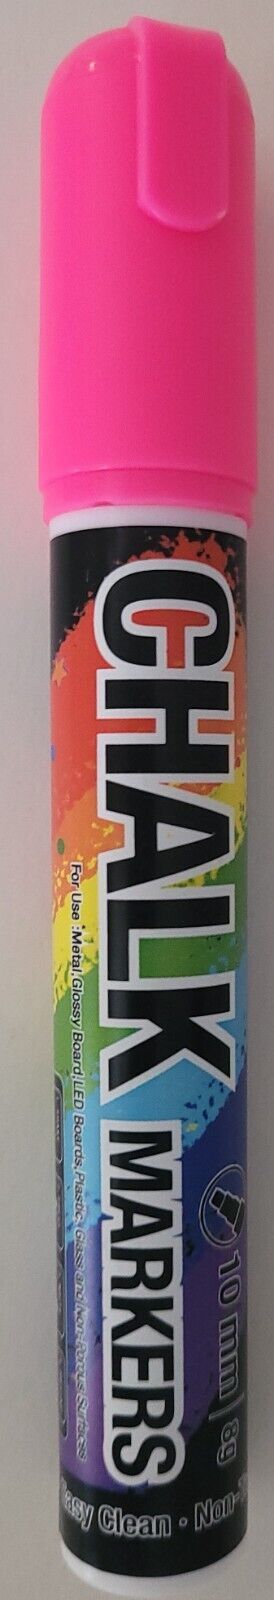 CHALK MARKERS
For Use :Metal,Glossy Board,LED Boards,Plastic, Glass and Non-Porous Surfaces
10 mm 8g
Easy Clean · Non-